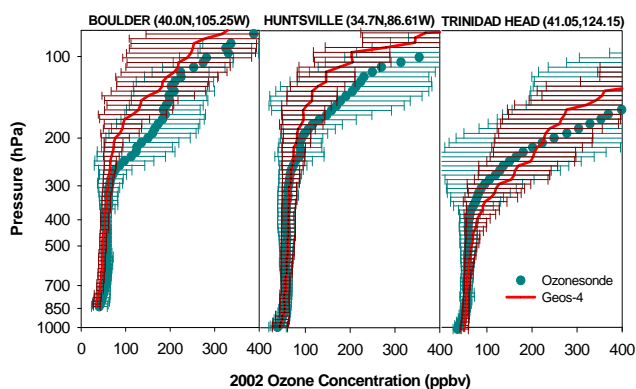 BOULDER (40.0N,105.25W)
HUNTSVILLE (34.7N,86.61W)
TRINIDAD HEAD (41.05,124.15)
Pressure (hPa)
100
200
300
400
500
700
850
1000
Ozonesonde
Geos-4
0 100 200 300 400
0 100 200 300 400
0 100 200 300 400
2002 Ozone Concentration (ppbv)